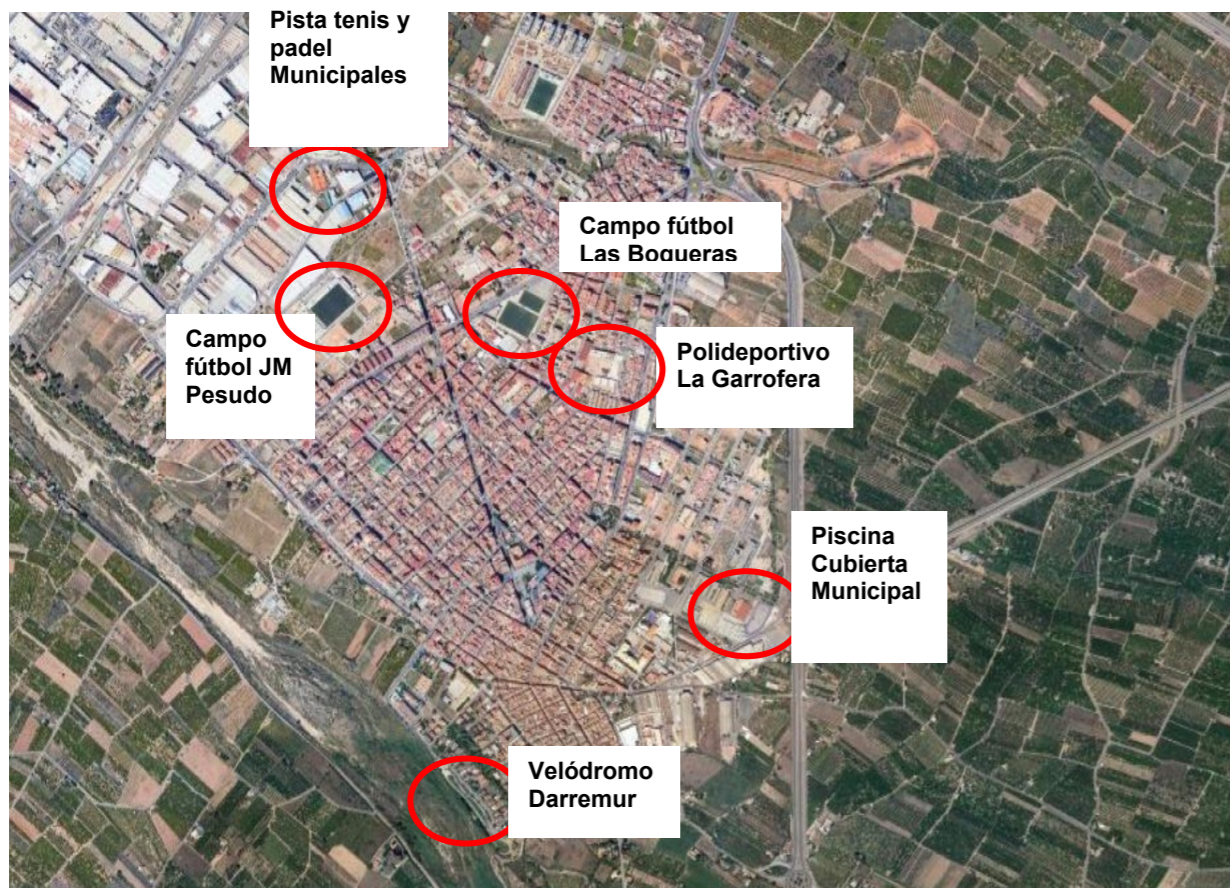 Pista tenis y
padel
Municipales
Campo fútbol
Las Boqueras
Campo
fútbol JM
Pesudo
Polideportivo
La Garrofera
Piscina
Cubierta
Municipal
Velódromo
Darremur